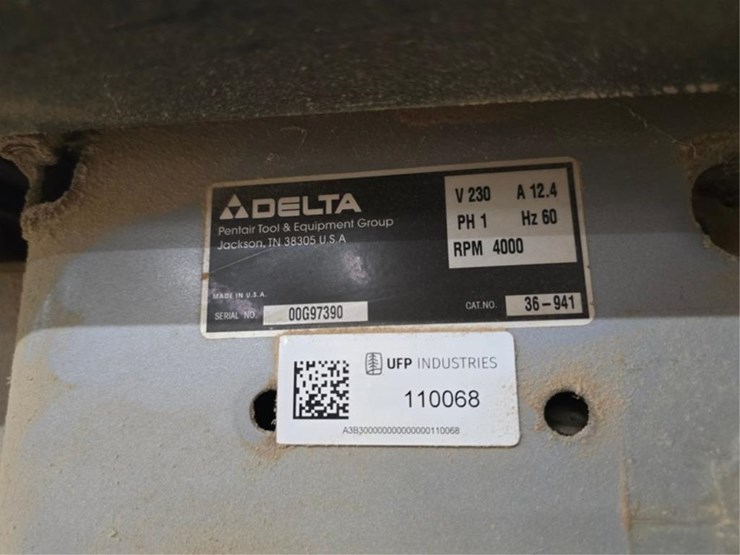 DELTA
Pentair Tool & Equipment Group
Jackson, TN 38305 U.S.A
V 230 A 12.4
PH 1 Hz 60
RPM 4000
MADE IN U.S.A.
SERIAL NO. 00G97390
CAT.NO. 36-941
UFP INDUSTRIES
110068
A3B3000000000000000110068